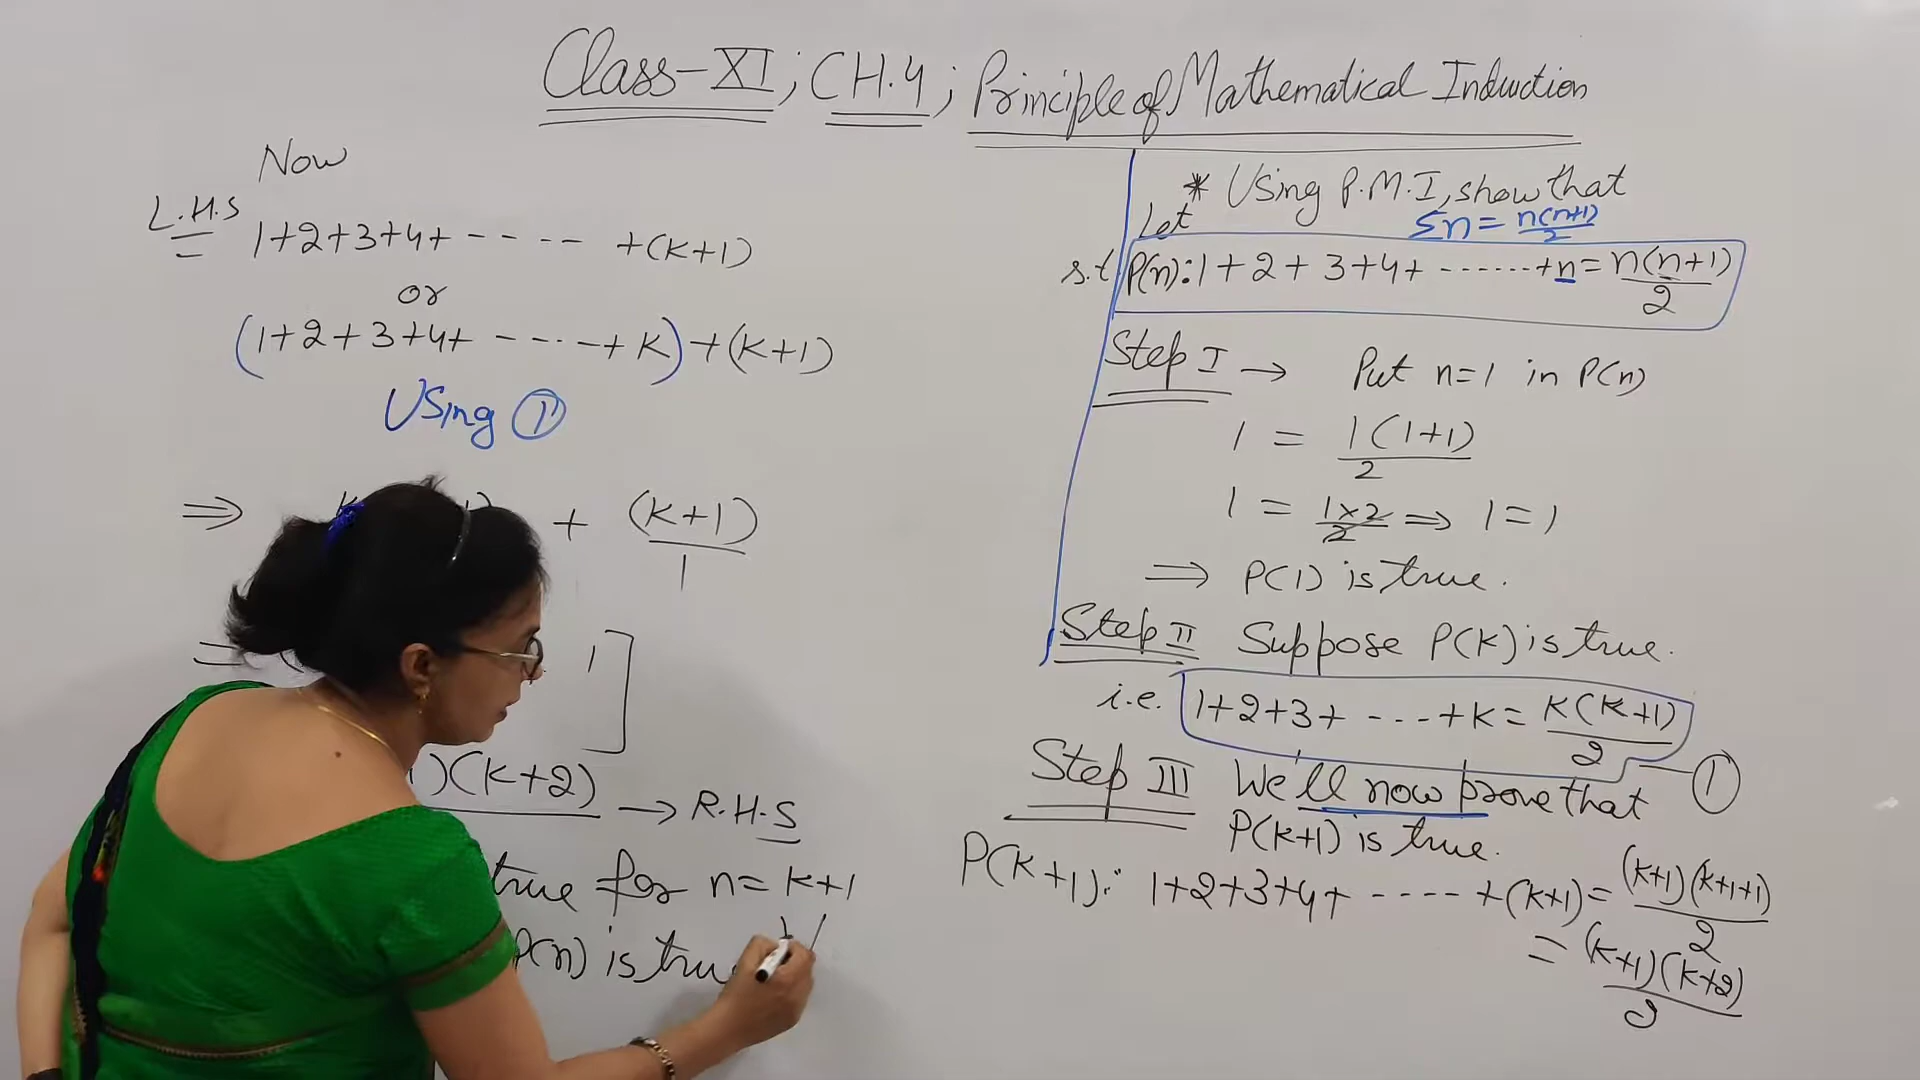 Class-XI; CH.4; Principle of Mathematical Induction
Now
L.H.S
=
1+2+3+4+ ---- +(k+1)
or
(1+2+3+4+ ----+ k)+(k+1)
Using ①
⇒ + (k+1)/1
= 1]
)(k+2) → R.H.S
true for n=k+1
P(n) is true
* Using P.M.I, show that
Let Σn = n(n+1)/2
s.t P(n): 1+2+3+4+ ------+n = n(n+1)/2
Step I → Put n=1 in P(n)
1 = 1(1+1)/2
1 = 1×2/2 ⇒ 1=1
⇒ P(1) is true.
Step II Suppose P(k) is true.
i.e. 1+2+3+ ----+k = k(k+1)/2 — ①
Step III We'll now prove that
P(k+1) is true.
P(k+1): 1+2+3+4+ ----- +(k+1)= (k+1)(k+1+1)/2
= (k+1)(k+2)/2